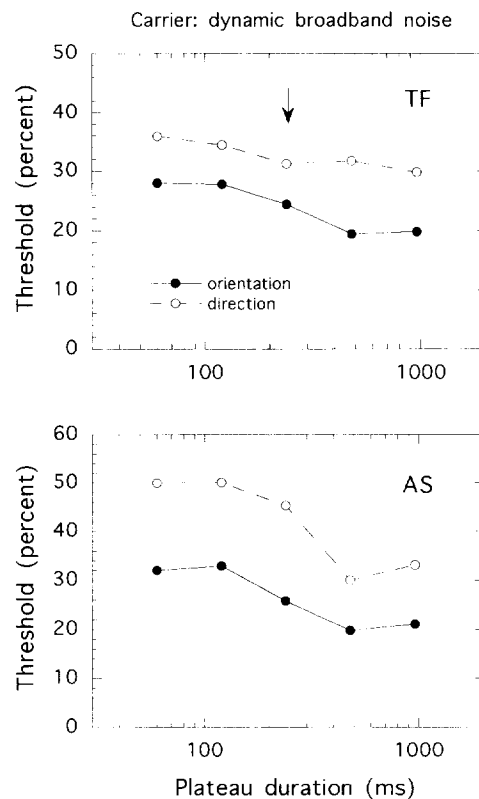 Carrier: dynamic broadband noise
50
TF
40
30
Threshold (percent)
20
orientation
direction
10
0
100
1000
60
AS
50
40
Threshold (percent)
30
20
10
0
100
1000
Plateau duration (ms)